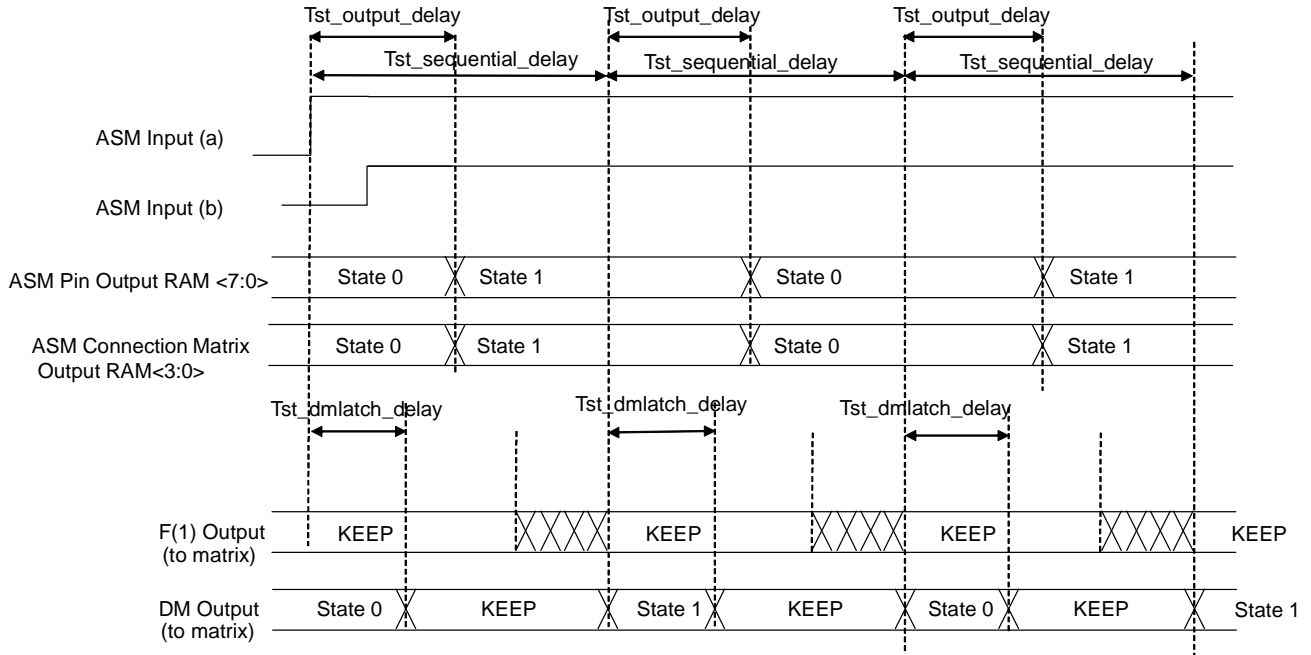 Tst_output_delay Tst_output_delay Tst_output_delay
Tst_sequential_delay Tst_sequential_delay Tst_sequential_delay
ASM Input (a)
ASM Input (b)
ASM Pin Output RAM <7:0> State 0 State 1 State 0 State 1
ASM Connection Matrix
Output RAM<3:0>
State 0 State 1 State 0 State 1
Tst_dmlatch_delay Tst_dmlatch_delay Tst_dmlatch_delay
F(1) Output
(to matrix)
KEEP KEEP KEEP KEEP
DM Output
(to matrix)
State 0 KEEP State 1 KEEP State 0 KEEP State 1